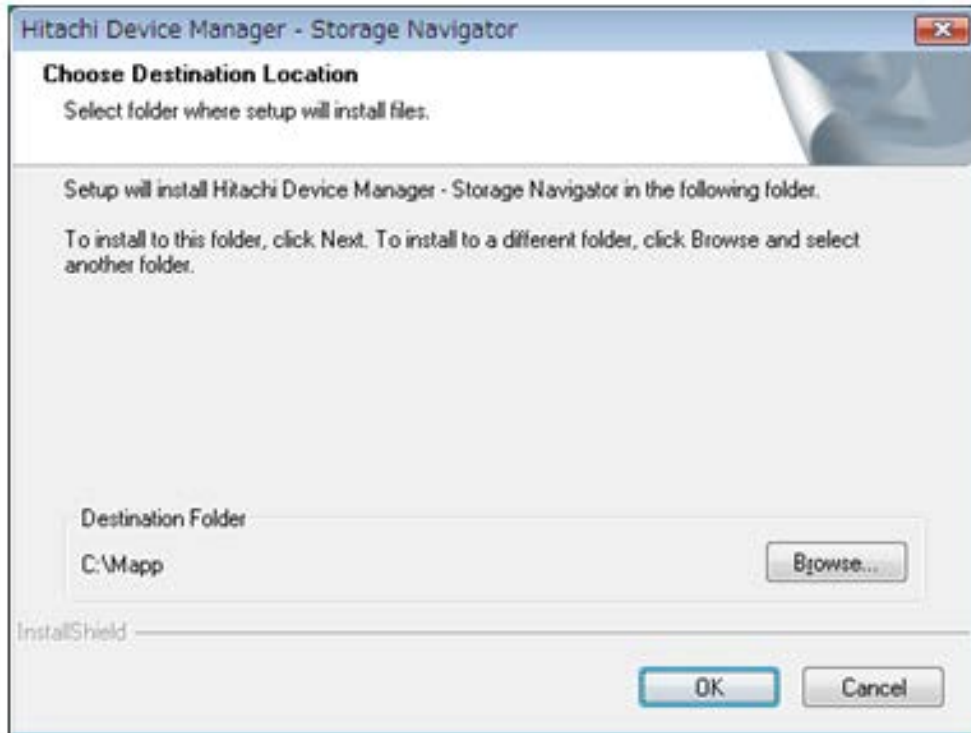 Hitachi Device Manager - Storage Navigator
Choose Destination Location
Select folder where setup will install files.
Setup will install Hitachi Device Manager - Storage Navigator in the following folder.
To install to this folder, click Next. To install to a different folder, click Browse and select
another folder.
Destination Folder
C:\Mapp
Browse...
InstallShield
OK
Cancel